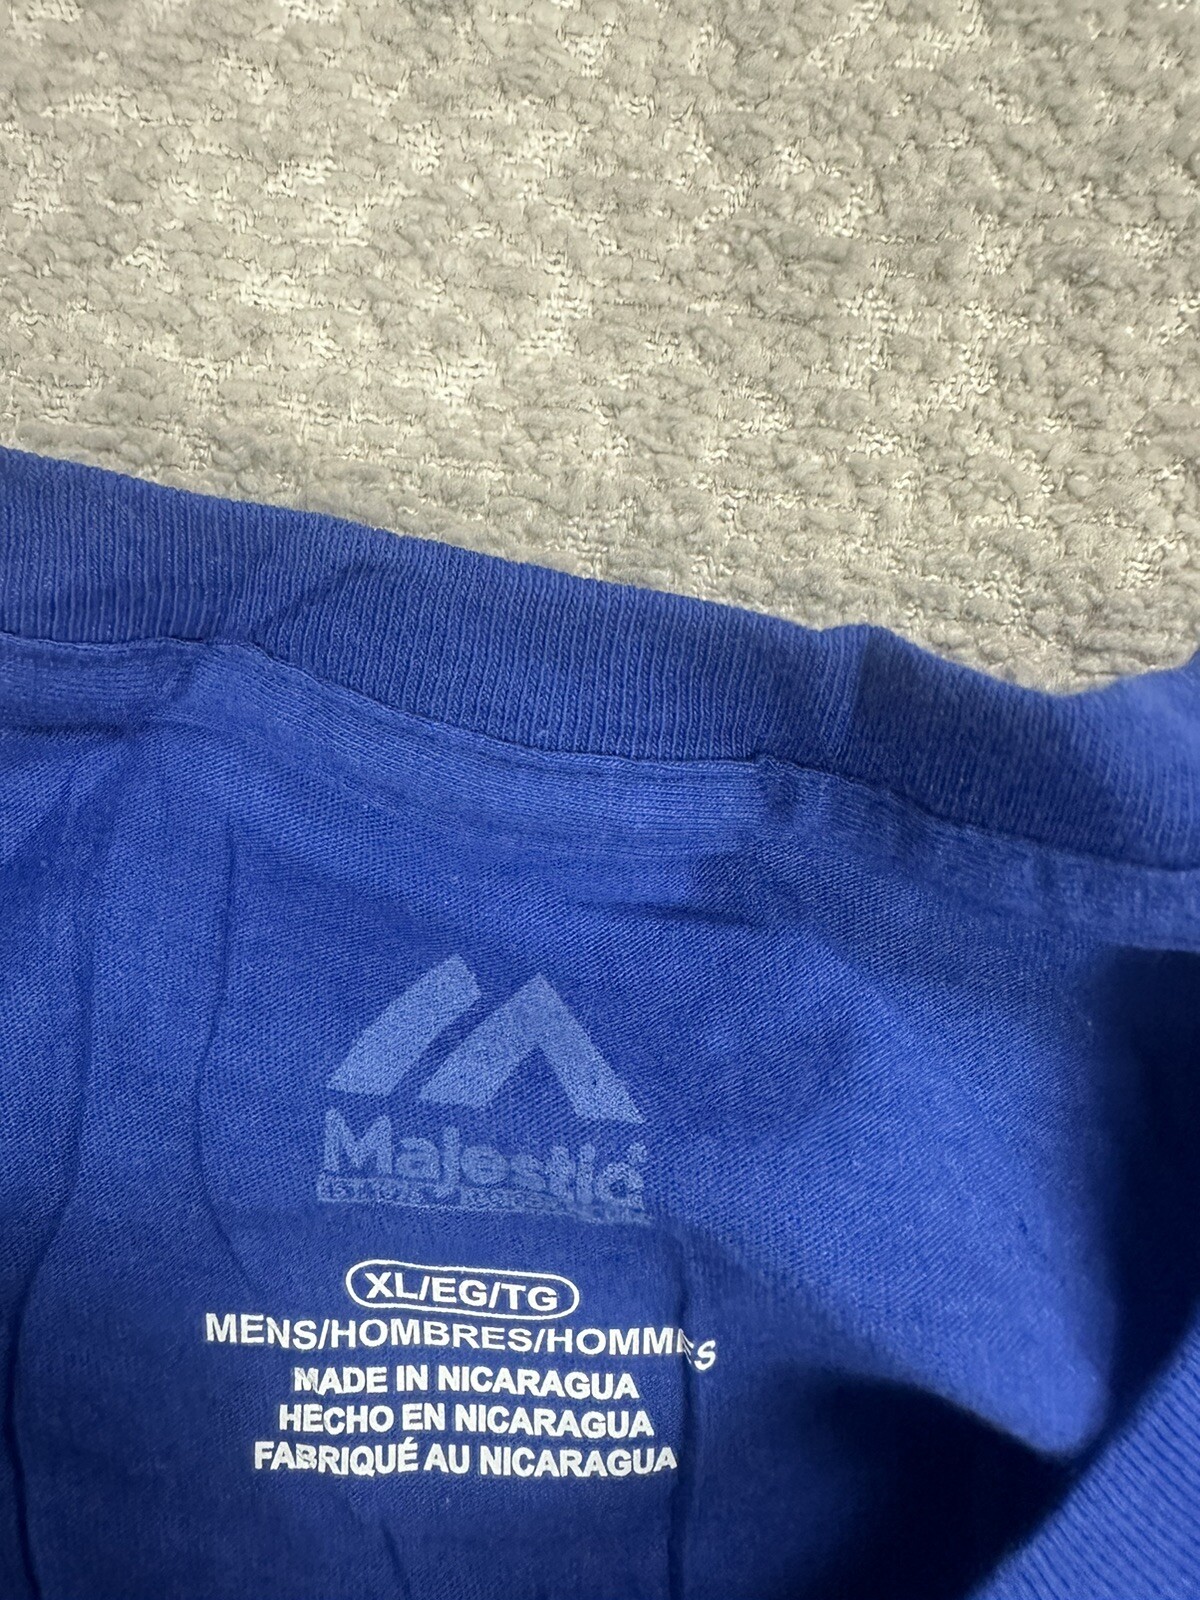 Majestic
XL/EG/TG
MENS/HOMBRES/HOMMES
MADE IN NICARAGUA
HECHO EN NICARAGUA
FABRIQUÉ AU NICARAGUA